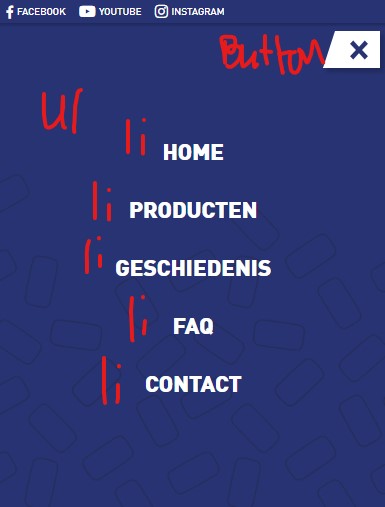 FACEBOOK YOUTUBE INSTAGRAM
Button
Ul
li HOME
li PRODUCTEN
li GESCHIEDENIS
li FAQ
li CONTACT